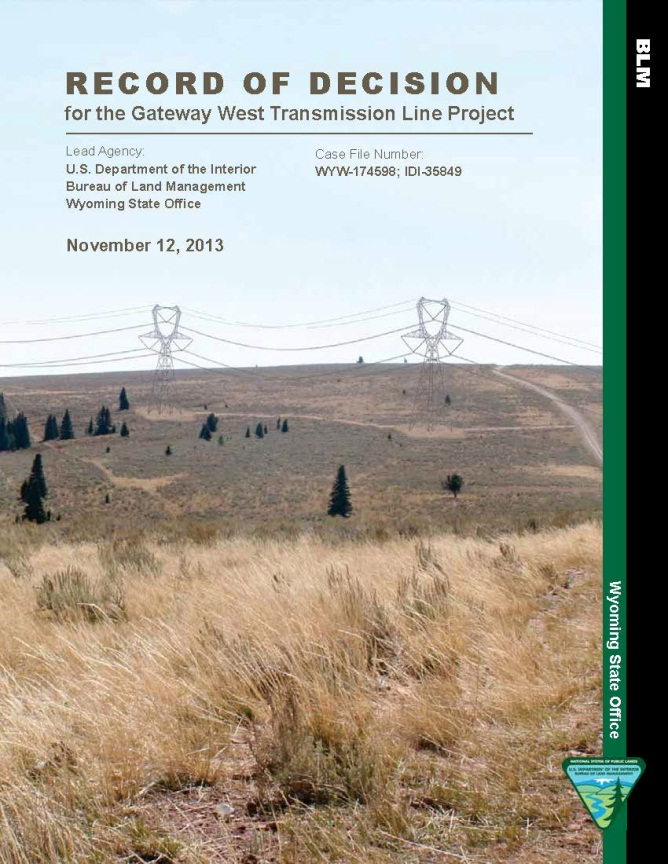 BLM
RECORD OF DECISION
for the Gateway West Transmission Line Project
Lead Agency:
U.S. Department of the Interior
Bureau of Land Management
Wyoming State Office
Case File Number:
WYW-174598; IDI-35849
November 12, 2013
Wyoming State Office
NATIONAL SYSTEM OF PUBLIC LANDS
U.S. DEPARTMENT OF THE INTERIOR
BUREAU OF LAND MANAGEMENT